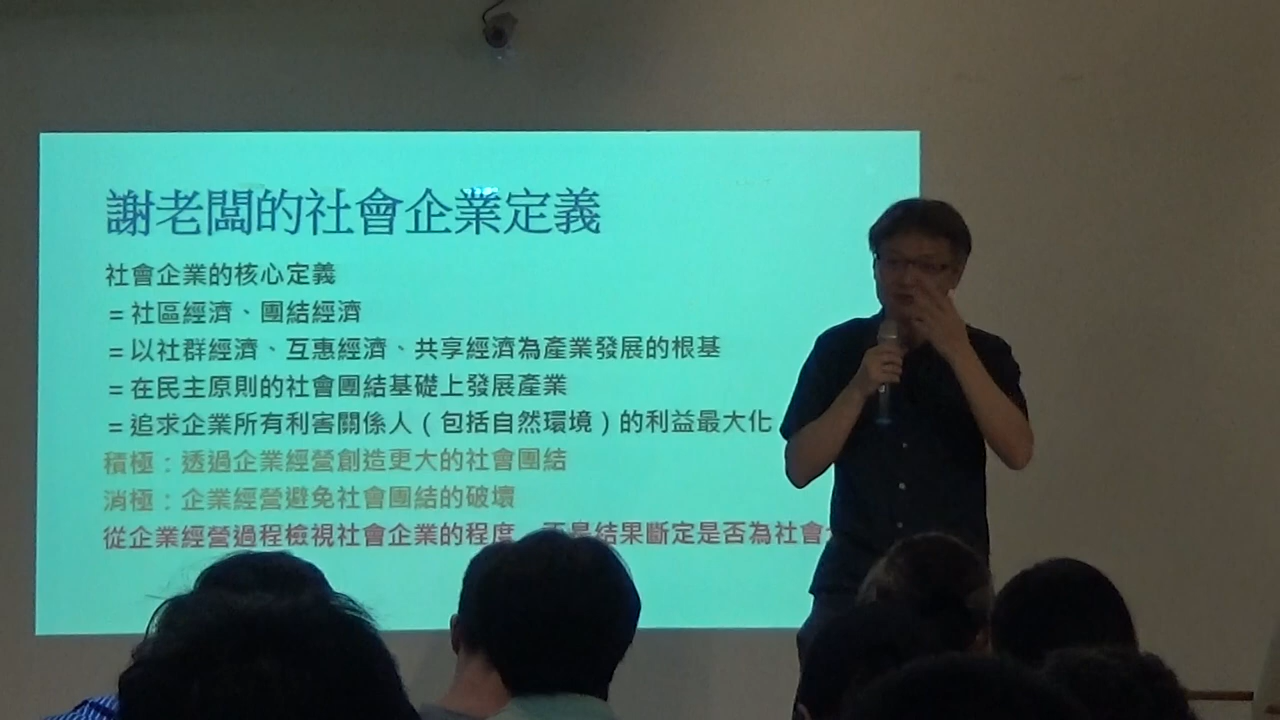 謝老闆的社會企業定義
社會企業的核心定義
=社區經濟、團結經濟
=以社群經濟、互惠經濟、共享經濟為產業發展的根基
=在民主原則的社會團結基礎上發展產業
=追求企業所有利害關係人(包括自然環境)的利益最大化
積極:透過企業經營創造更大的社會團結
消極:企業經營避免社會團結的破壞
從企業經營過程檢視社會企業的程度 不是結果斷定是否為社會